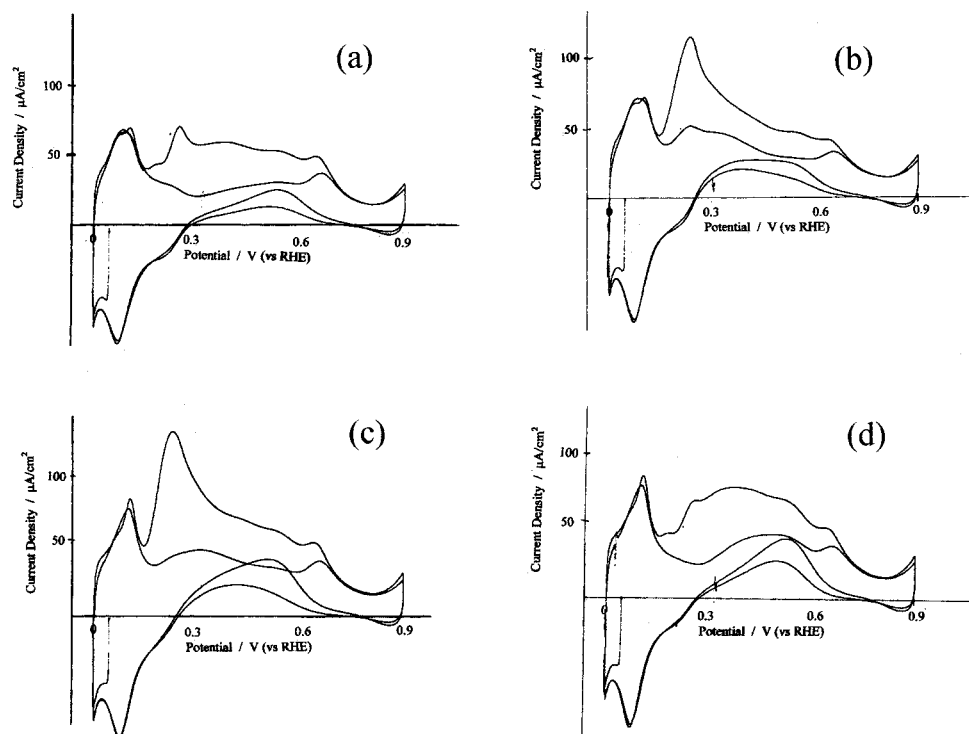 (a)
Current Density / μA/cm²
100
50
0
0.3
0.6
0.9
Potential / V (vs RHE)
(b)
Current Density / μA/cm²
100
50
0
0.3
0.6
0.9
Potential / V (vs RHE)
(c)
Current Density / μA/cm²
100
50
0
0.3
0.6
0.9
Potential / V (vs RHE)
(d)
Current Density / μA/cm²
100
50
0
0.3
0.6
0.9
Potential / V (vs RHE)